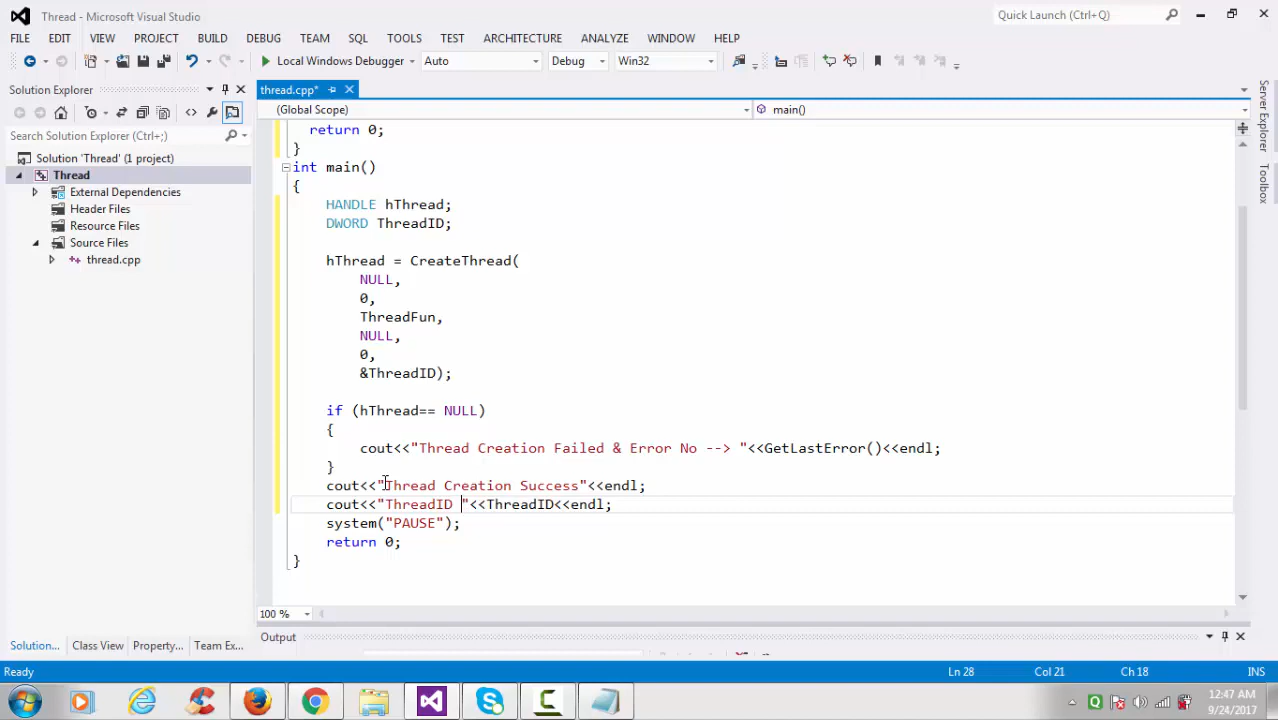 Thread - Microsoft Visual Studio
Quick Launch (Ctrl+Q)
FILE EDIT VIEW PROJECT BUILD DEBUG TEAM SQL TOOLS TEST ARCHITECTURE ANALYZE WINDOW HELP
Local Windows Debugger Auto Debug Win32
Solution Explorer
thread.cpp*
(Global Scope)
main()
Search Solution Explorer (Ctrl+;)
Solution 'Thread' (1 project)
Thread
External Dependencies
Header Files
Resource Files
Source Files
thread.cpp
return 0;
}
int main()
{
HANDLE hThread;
DWORD ThreadID;
hThread = CreateThread(
NULL,
0,
ThreadFun,
NULL,
0,
&ThreadID);
if (hThread== NULL)
{
cout<<"Thread Creation Failed & Error No --> "<<GetLastError()<<endl;
}
cout<<"Thread Creation Success"<<endl;
cout<<"ThreadID "<<ThreadID<<endl;
system("PAUSE");
return 0;
}
100 %
Output
Server Explorer
Toolbox
Solution... Class View Property... Team Ex...
Ready
Ln 28 Col 21 Ch 18 INS
12:47 AM
9/24/2017